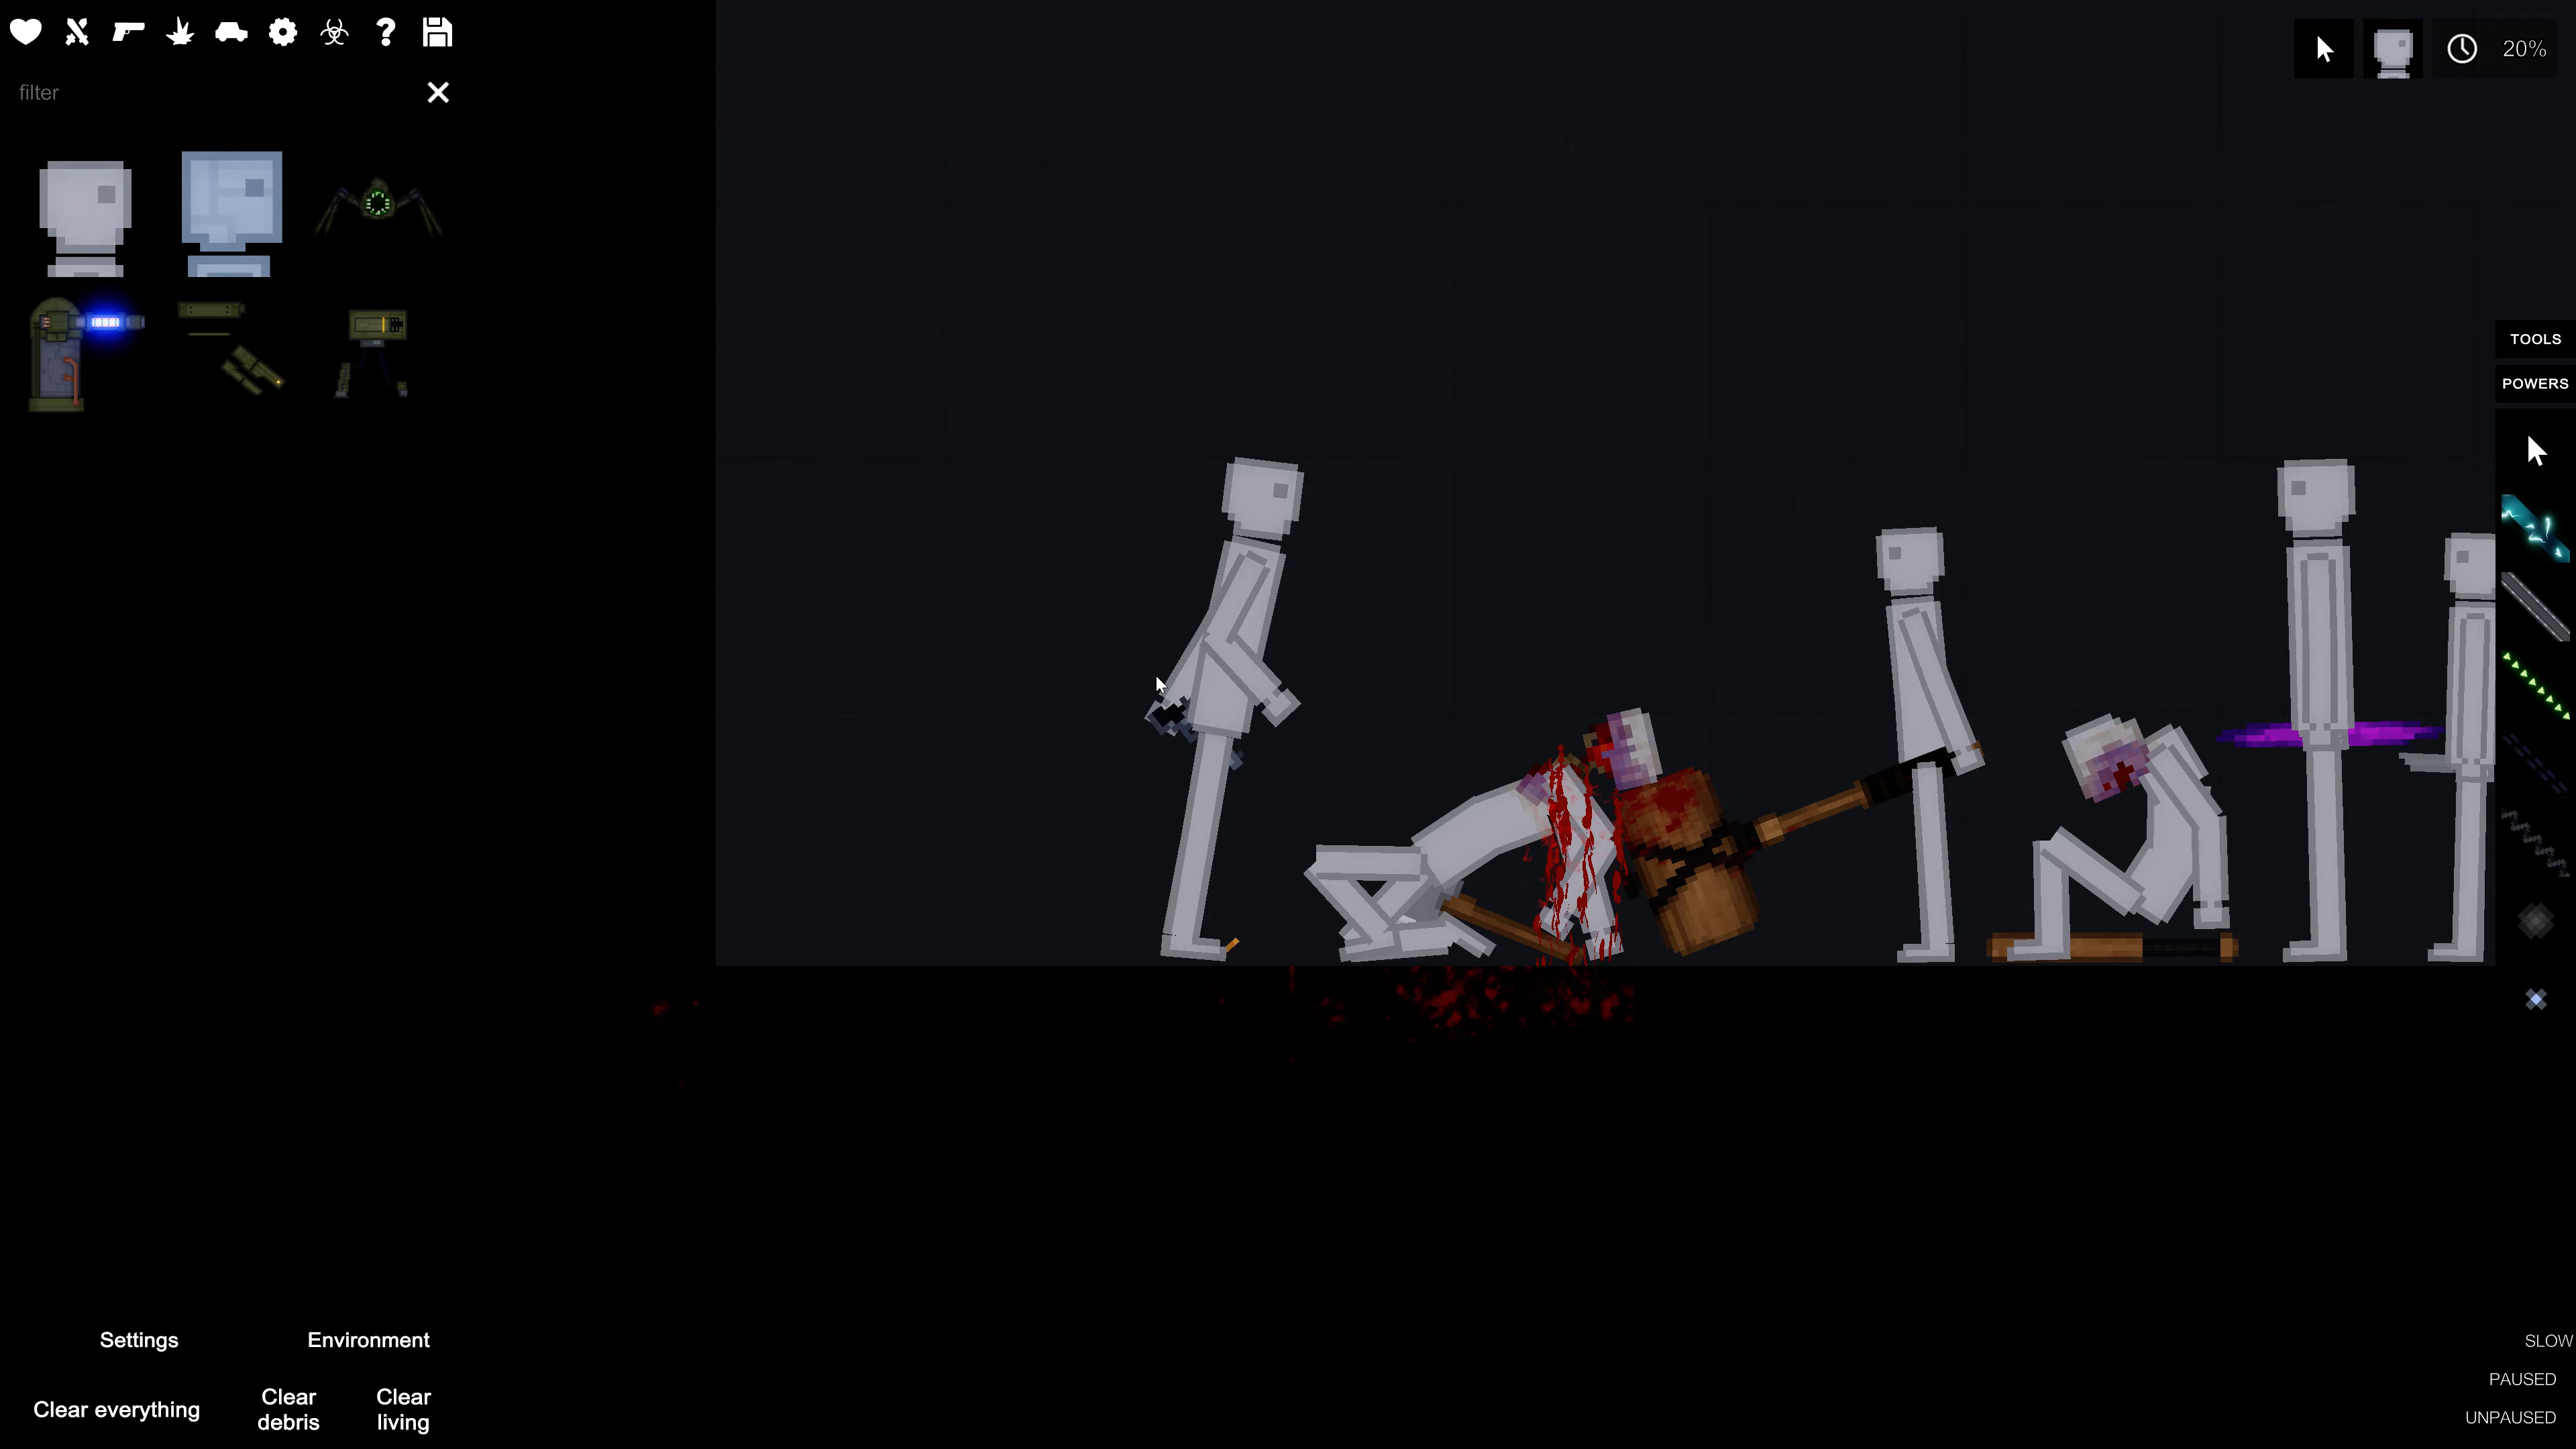 20%
filter
TOOLS
POWERS
Settings
Environment
Clear everything
Clear
debris
Clear
living
SLOW
PAUSED
UNPAUSED